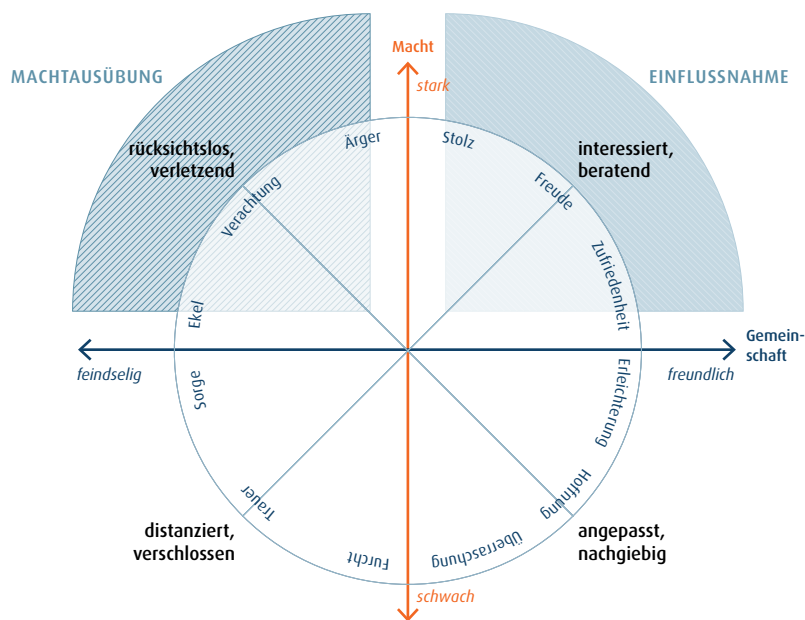 Macht
stark
MACHTAUSÜBUNG
EINFLUSSNAHME
rücksichtslos,
verletzend
interessiert,
beratend
Ärger
Stolz
Verachtung
Freude
Ekel
Zufriedenheit
Gemein-
schaft
feindselig
freundlich
Sorge
Erleichterung
Trauer
Hoffnung
Furcht
Überraschung
distanziert,
verschlossen
angepasst,
nachgiebig
schwach